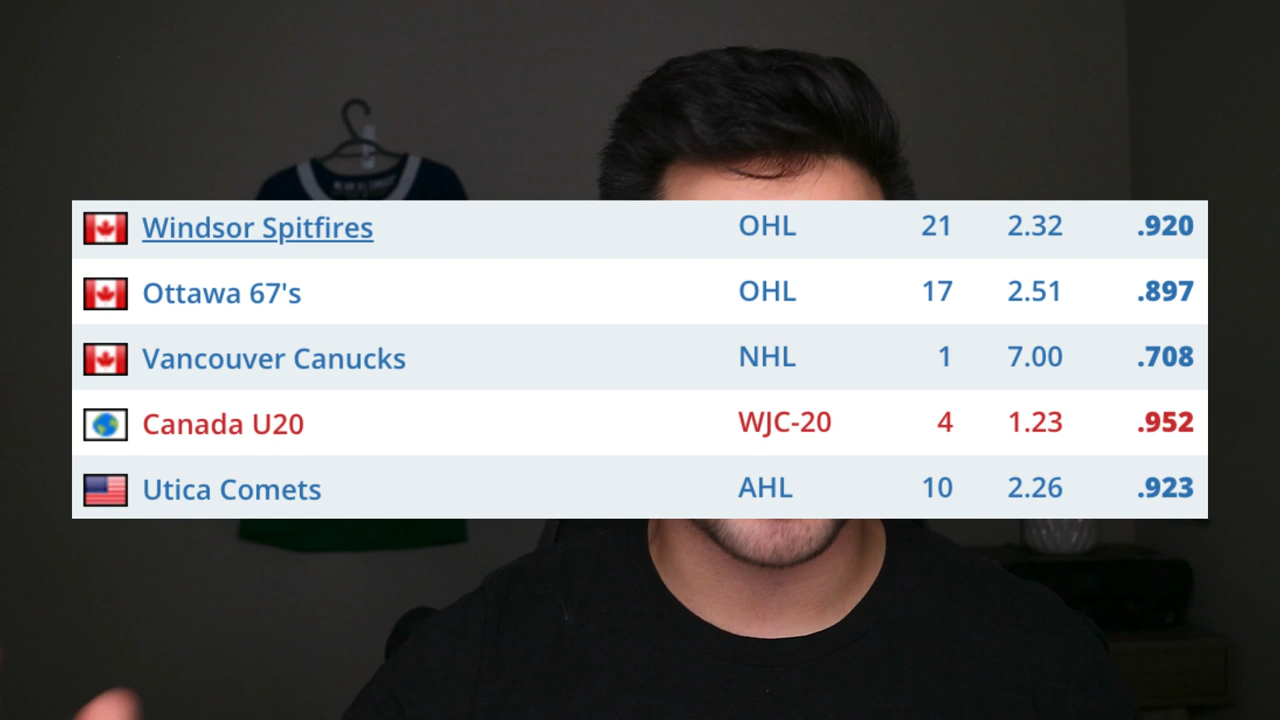 Windsor Spitfires OHL 21 2.32 .920
Ottawa 67's OHL 17 2.51 .897
Vancouver Canucks NHL 1 7.00 .708
Canada U20 WJC-20 4 1.23 .952
Utica Comets AHL 10 2.26 .923